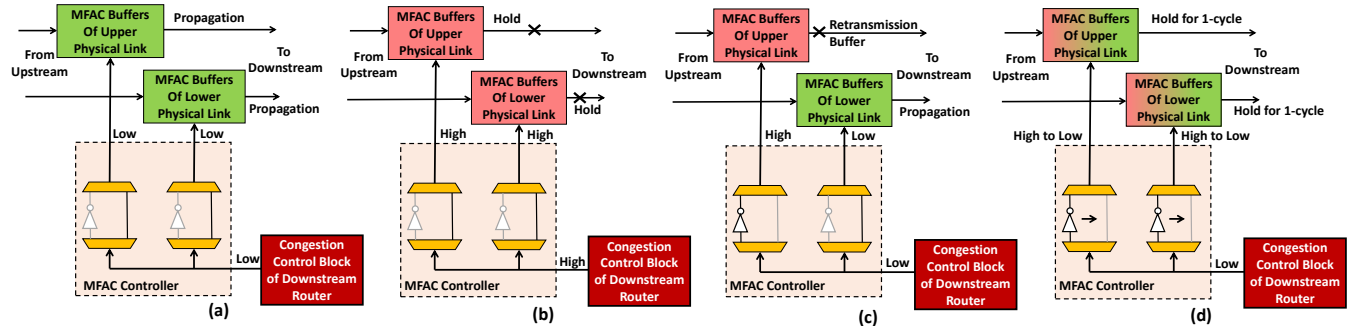 MFAC Buffers
Of Upper
Physical Link
Propagation
From
Upstream
To
Downstream
MFAC Buffers
Of Lower
Physical Link
Propagation
Low
Low
Low
MFAC Controller
Congestion
Control Block
of Downstream
Router
(a)
MFAC Buffers
Of Upper
Physical Link
Hold
From
Upstream
To
Downstream
MFAC Buffers
Of Lower
Physical Link
Hold
High
High
High
MFAC Controller
Congestion
Control Block
of Downstream
Router
(b)
MFAC Buffers
Of Upper
Physical Link
Retransmission
Buffer
From
Upstream
To
Downstream
MFAC Buffers
Of Lower
Physical Link
Propagation
High
Low
Low
MFAC Controller
Congestion
Control Block
of Downstream
Router
(c)
MFAC Buffers
Of Upper
Physical Link
Hold for 1-cycle
From
Upstream
To
Downstream
MFAC Buffers
Of Lower
Physical Link
Hold for 1-cycle
High to Low
High to Low
Low
MFAC Controller
Congestion
Control Block
of Downstream
Router
(d)